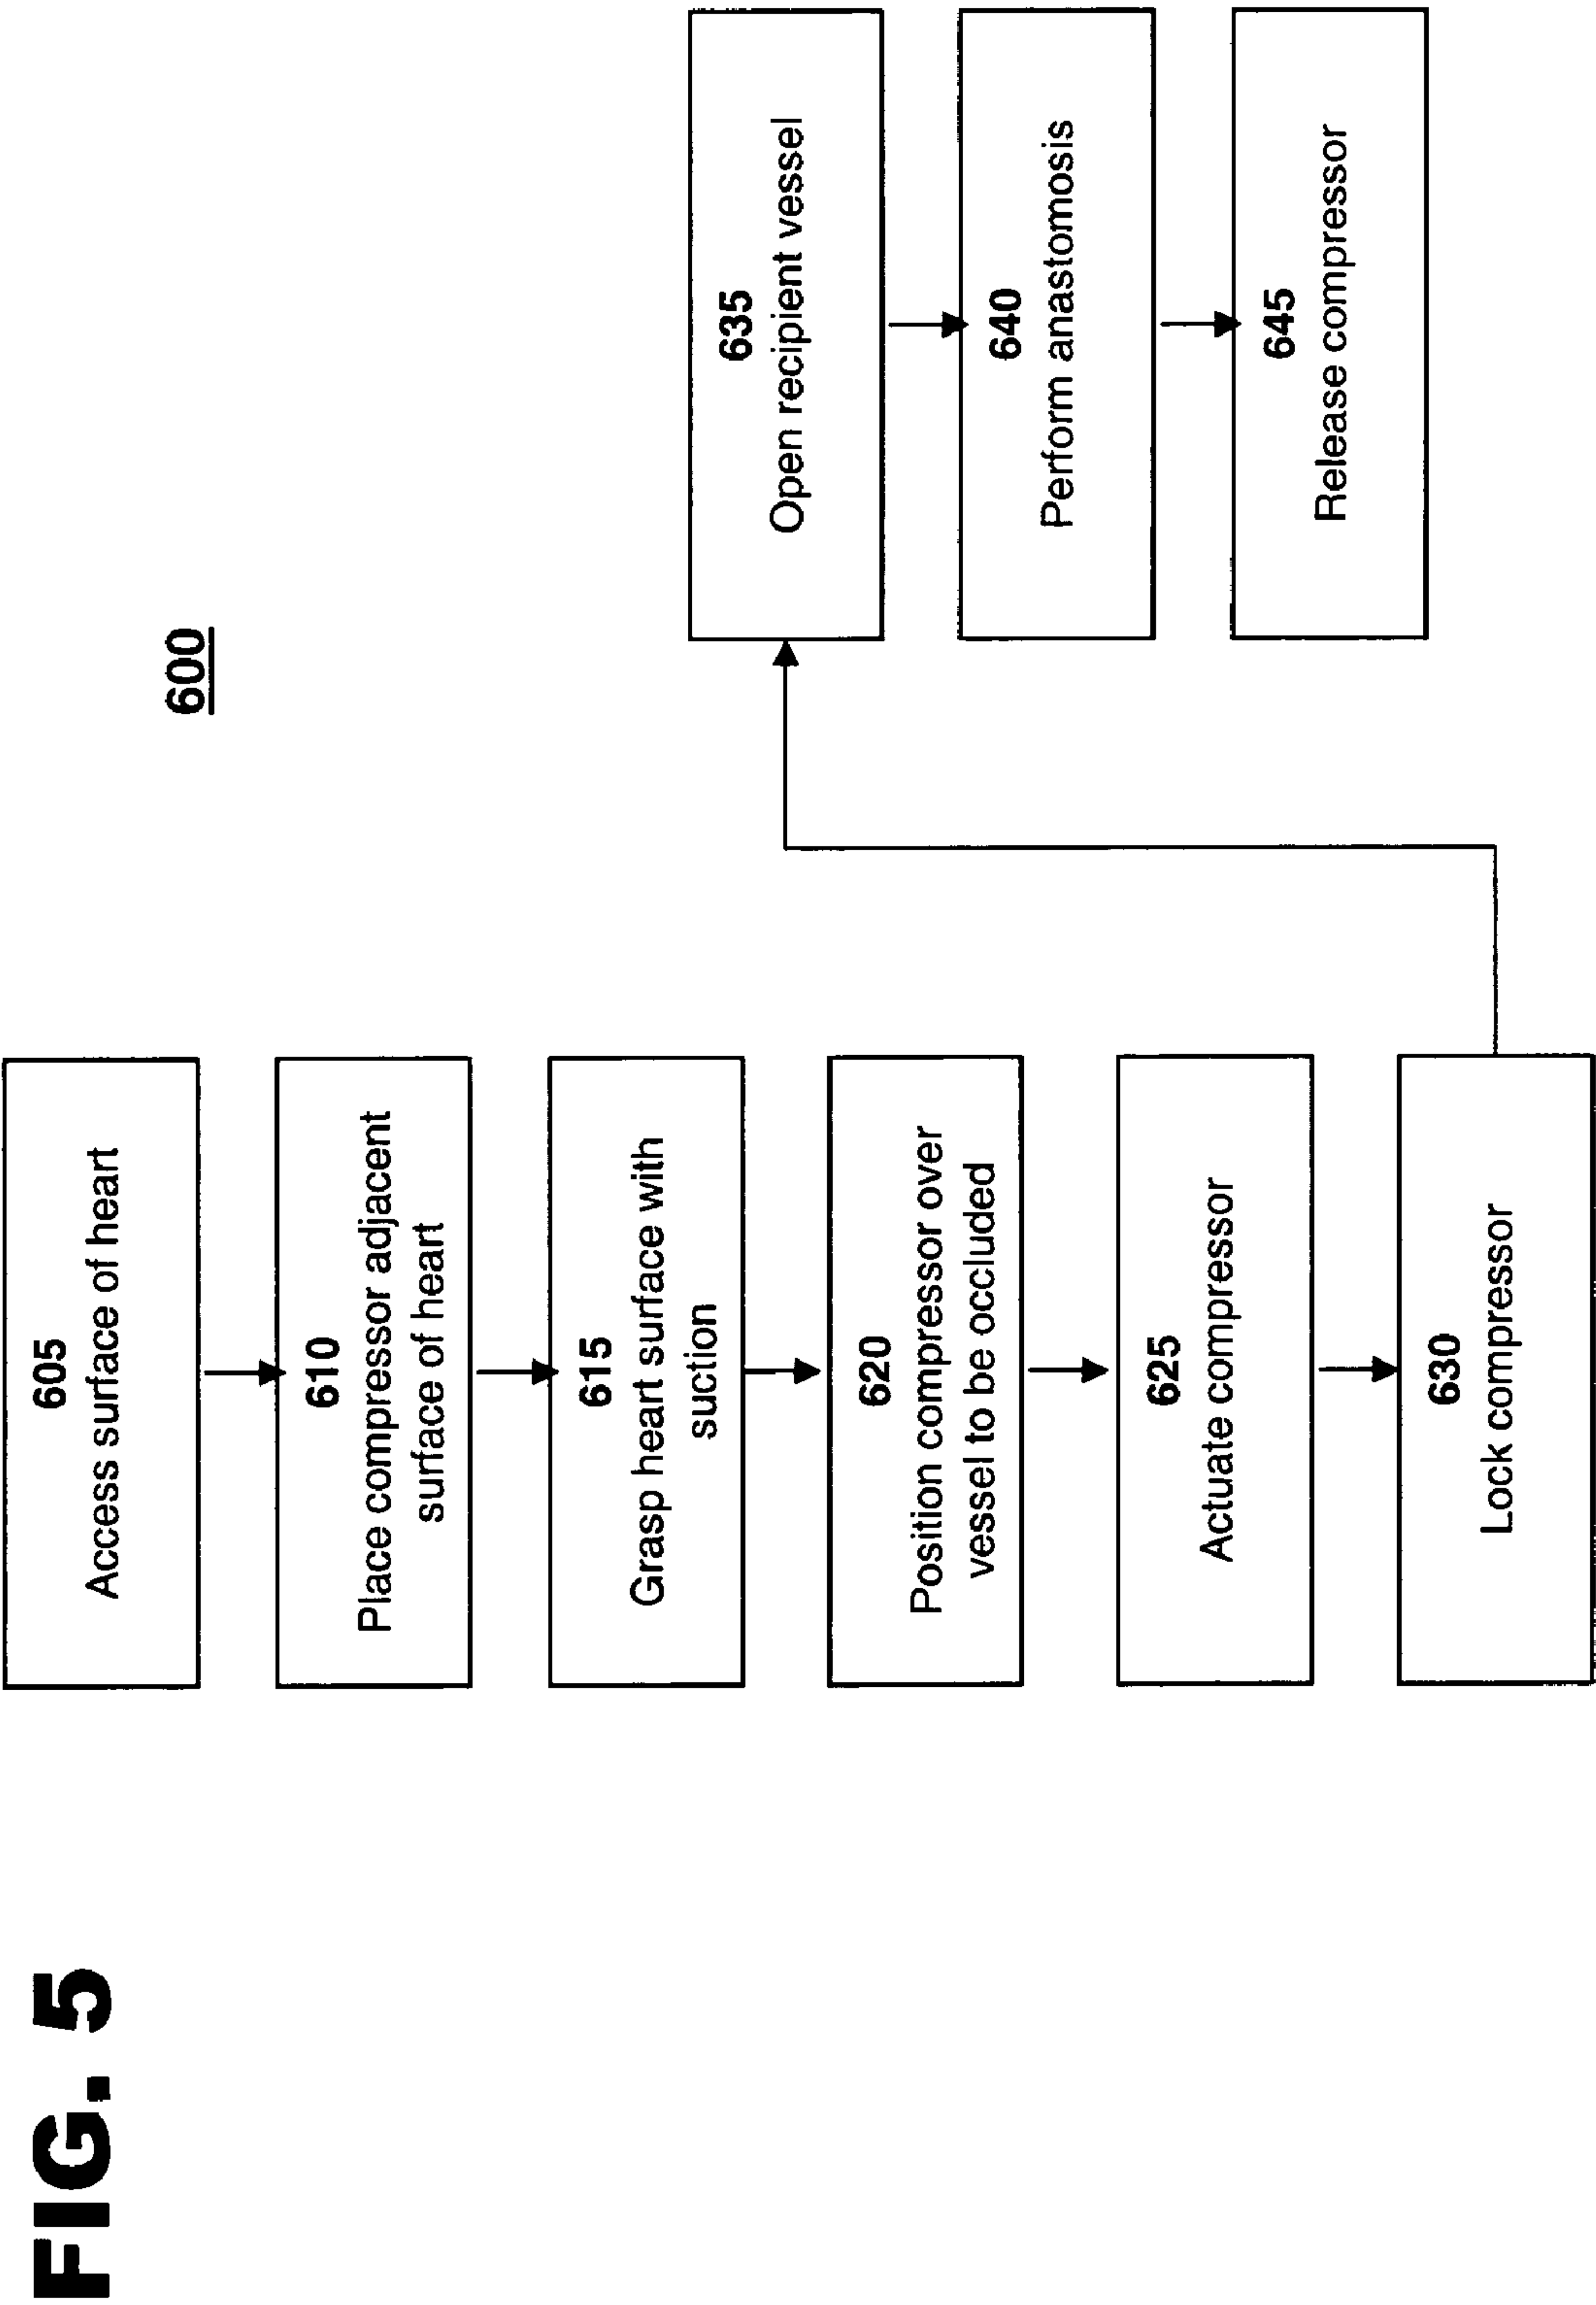 FIG. 5
600
605
Access surface of heart
610
Place compressor adjacent
surface of heart
615
Grasp heart surface with
suction
620
Position compressor over
vessel to be occluded
625
Actuate compressor
630
Lock compressor
635
Open recipient vessel
640
Perform anastomosis
645
Release compressor